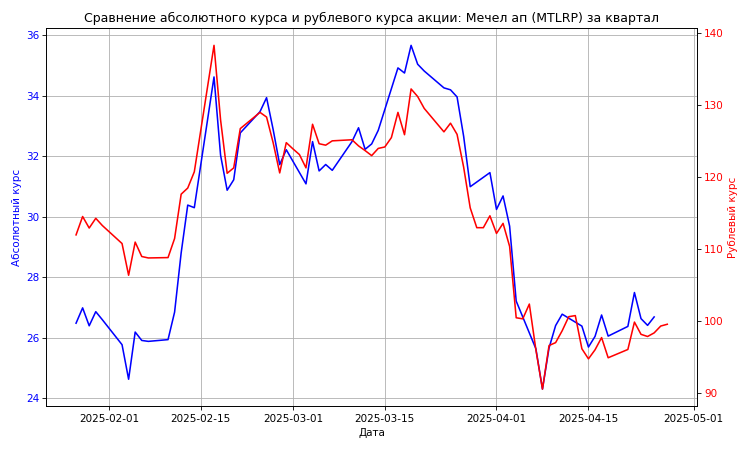 Сравнение абсолютного курса и рублевого курса акции: Мечел ап (MTLRP) за квартал
36
34
32
30
28
26
24
Абсолютный курс
140
130
120
110
100
90
Рублевый курс
2025-02-01 2025-02-15 2025-03-01 2025-03-15 2025-04-01 2025-04-15 2025-05-01
Дата